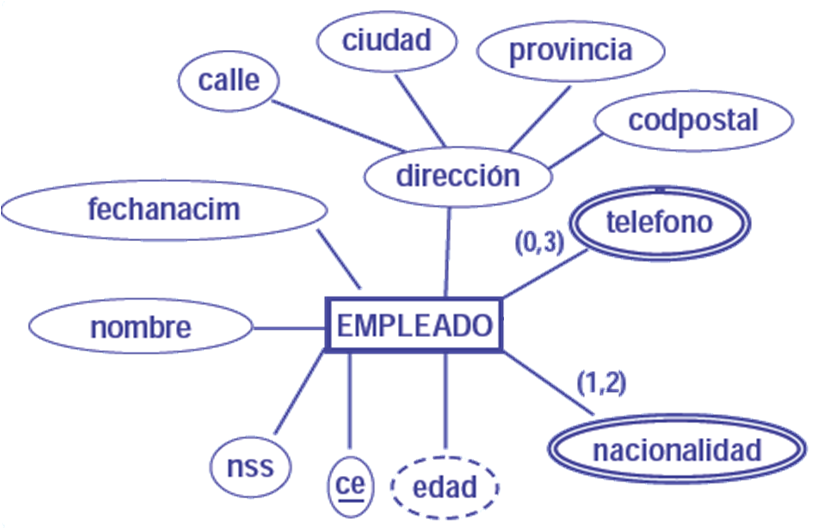 ciudad
provincia
calle
codpostal
dirección
fechanacim
telefono
(0,3)
nombre
EMPLEADO
(1,2)
nacionalidad
nss
ce
edad